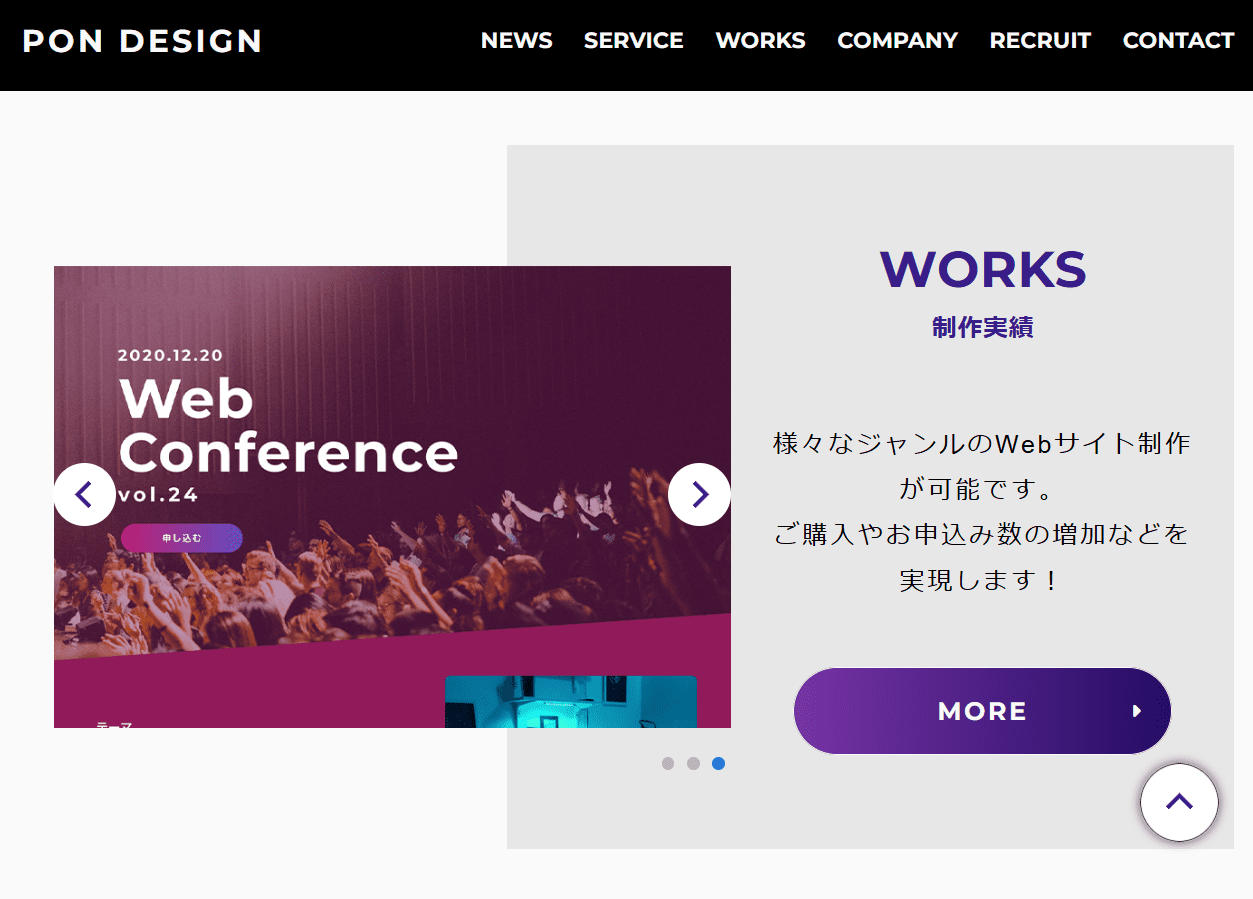 PON DESIGN
NEWS SERVICE WORKS COMPANY RECRUIT CONTACT
2020.12.20
Web
Conference
vol.24
申し込む
テーマ
WORKS
制作実績
様々なジャンルのWebサイト制作
が可能です。
ご購入やお申込み数の増加などを
実現します！
MORE